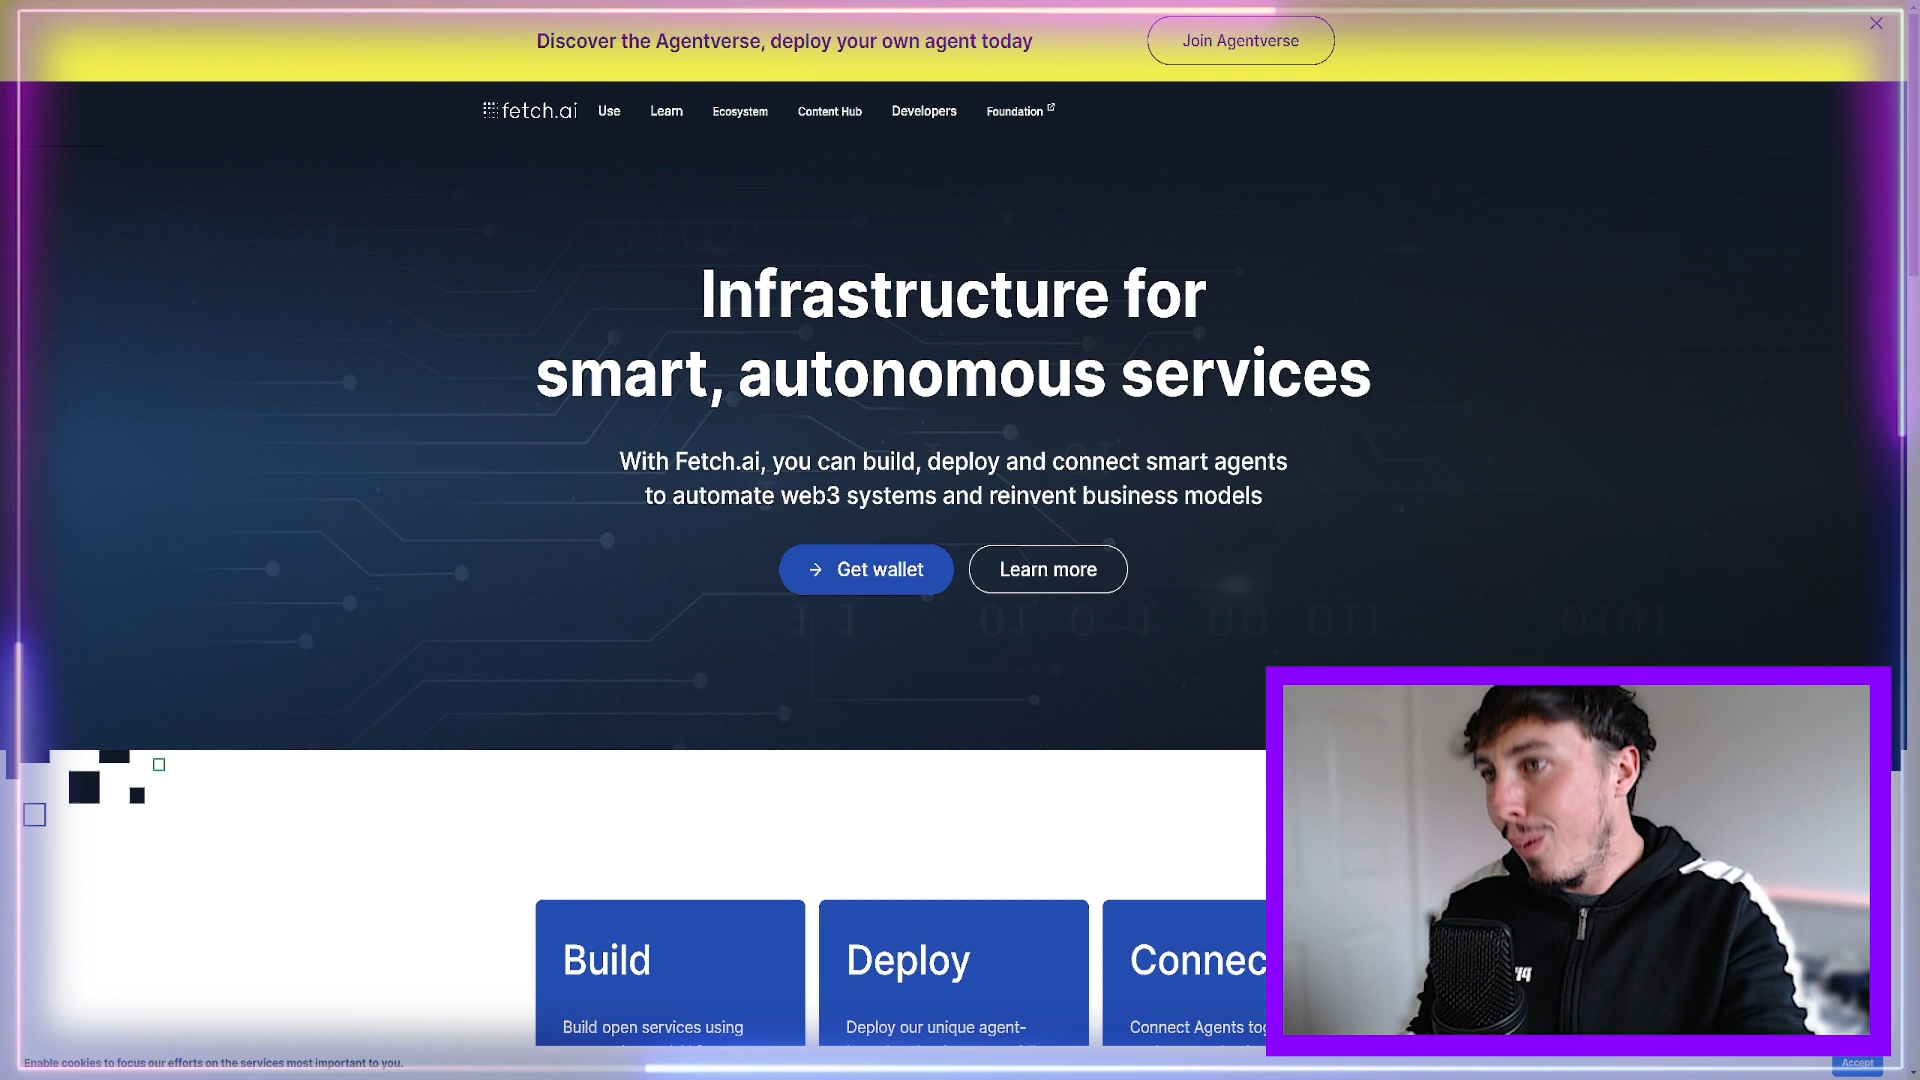 Discover the Agentverse, deploy your own agent today
Join Agentverse
fetch.ai Use Learn Ecosystem Content Hub Developers Foundation
Infrastructure for
smart, autonomous services
With Fetch.ai, you can build, deploy and connect smart agents
to automate web3 systems and reinvent business models
Get wallet
Learn more
Build
Deploy
Connec
Build open services using
Deploy our unique agent-
Connect Agents tog
Enable cookies to focus our efforts on the services most important to you.
Accept